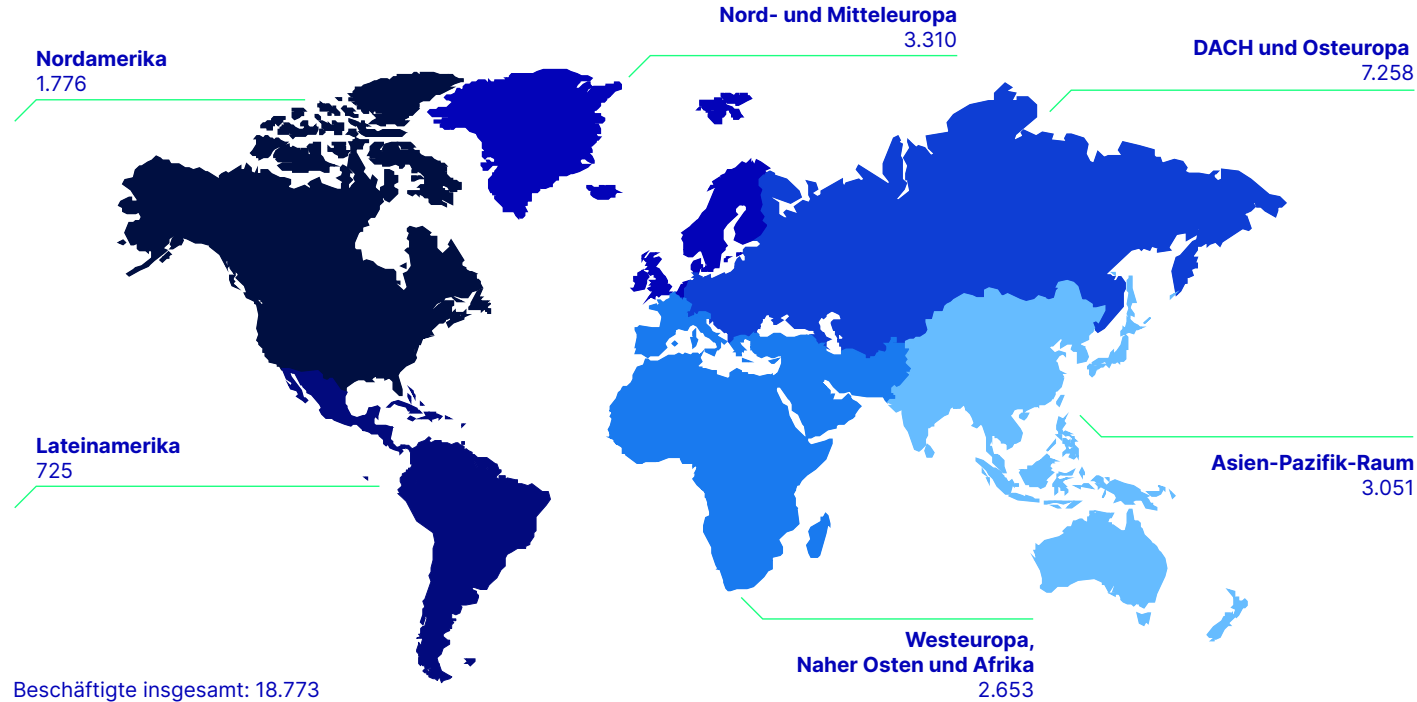 Nord- und Mitteleuropa
3.310
Nordamerika
1.776
DACH und Osteuropa
7.258
Lateinamerika
725
Asien-Pazifik-Raum
3.051
Westeuropa,
Naher Osten und Afrika
2.653
Beschäftigte insgesamt: 18.773